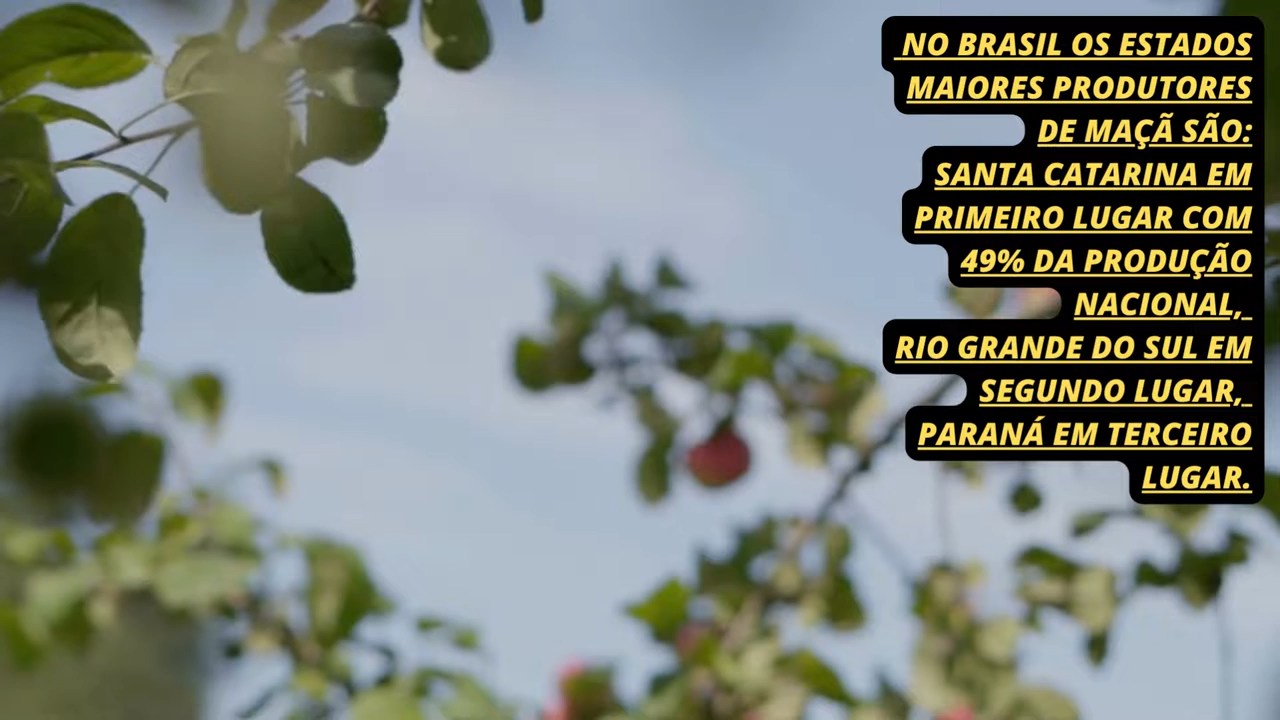 NO BRASIL OS ESTADOS
MAIORES PRODUTORES
DE MAÇÃ SÃO:
SANTA CATARINA EM
PRIMEIRO LUGAR COM
49% DA PRODUÇÃO
NACIONAL,
RIO GRANDE DO SUL EM
SEGUNDO LUGAR,
PARANÁ EM TERCEIRO
LUGAR.